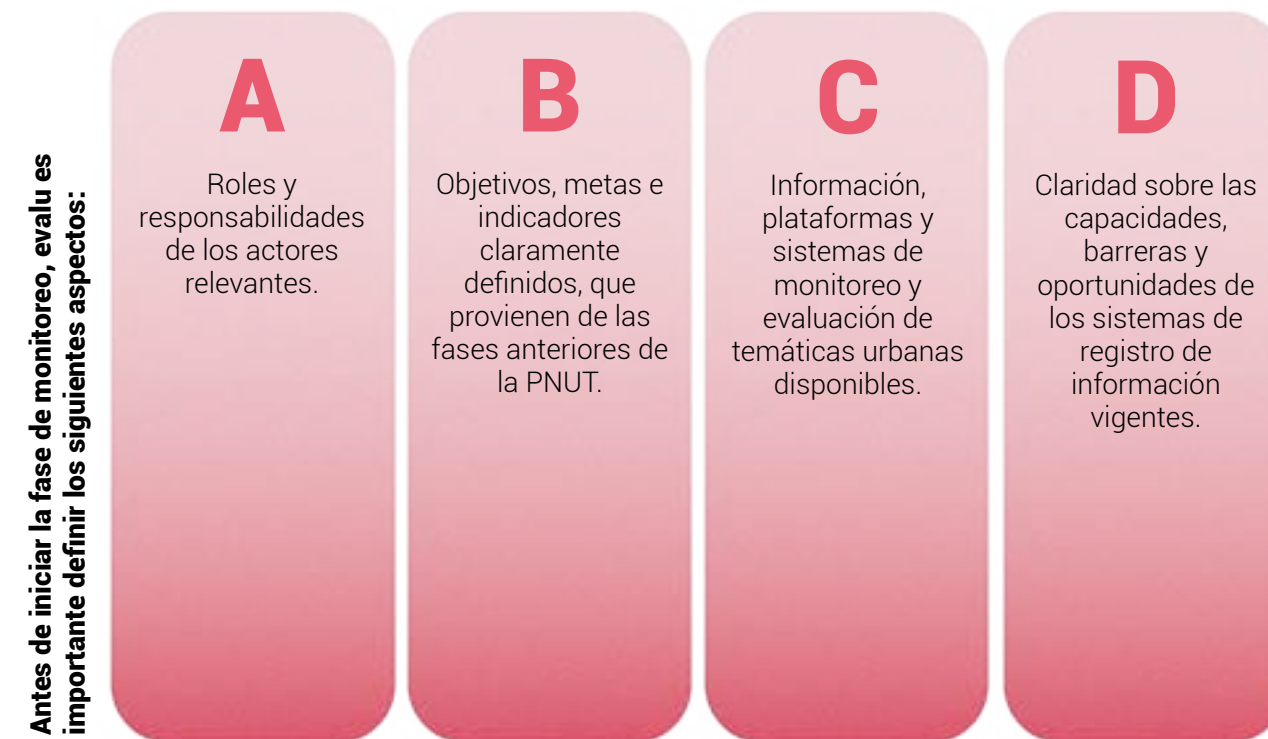 Antes de iniciar la fase de monitoreo, evalu es
importante definir los siguientes aspectos:
A
Roles y
responsabilidades
de los actores
relevantes.
B
Objetivos, metas e
indicadores
claramente
definidos, que
provienen de las
fases anteriores de
la PNUT.
C
Información,
plataformas y
sistemas de
monitoreo y
evaluación de
temáticas urbanas
disponibles.
D
Claridad sobre las
capacidades,
barreras y
oportunidades de
los sistemas de
registro de
información
vigentes.